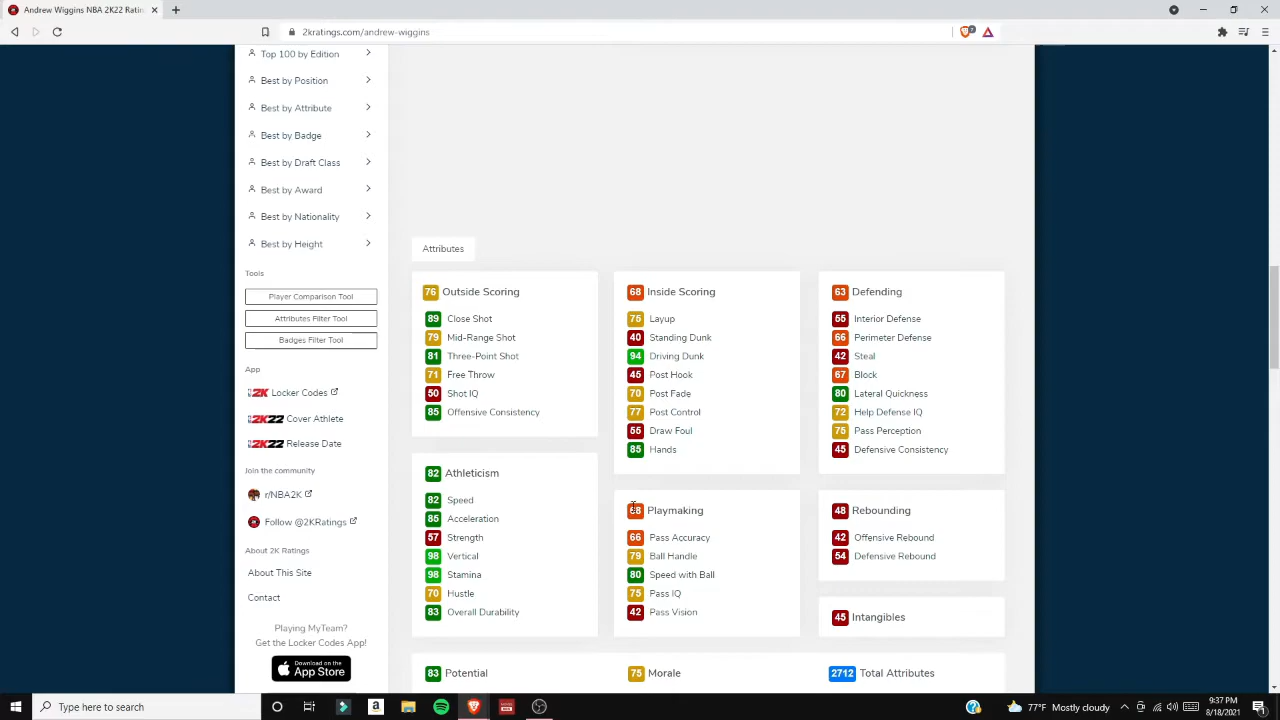 Andrew Wiggins NBA 2K22 Ratin
2kratings.com/andrew-wiggins
Top 100 by Edition
Best by Position
Best by Attribute
Best by Badge
Best by Draft Class
Best by Award
Best by Nationality
Best by Height
Tools
Player Comparison Tool
Attributes Filter Tool
Badges Filter Tool
App
2K Locker Codes
2K22 Cover Athlete
2K22 Release Date
Join the community
r/NBA2K
Follow @2KRatings
About 2K Ratings
About This Site
Contact
Playing MyTeam?
Get the Locker Codes App!
Download on the
App Store
Attributes
76 Outside Scoring
89 Close Shot
79 Mid-Range Shot
81 Three-Point Shot
71 Free Throw
50 Shot IQ
85 Offensive Consistency
82 Athleticism
82 Speed
85 Acceleration
57 Strength
98 Vertical
98 Stamina
70 Hustle
83 Overall Durability
68 Inside Scoring
75 Layup
40 Standing Dunk
94 Driving Dunk
45 Post Hook
70 Post Fade
77 Post Control
55 Draw Foul
85 Hands
Playmaking
66 Pass Accuracy
79 Ball Handle
80 Speed with Ball
75 Pass IQ
42 Pass Vision
63 Defending
55 Interior Defense
66 Perimeter Defense
42 Steal
67 Block
80 Lateral Quickness
72 Help Defense IQ
75 Pass Perception
45 Defensive Consistency
48 Rebounding
42 Offensive Rebound
54 Defensive Rebound
45 Intangibles
83 Potential
75 Morale
2712 Total Attributes
Type here to search
77°F Mostly cloudy
9:37 PM
8/18/2021